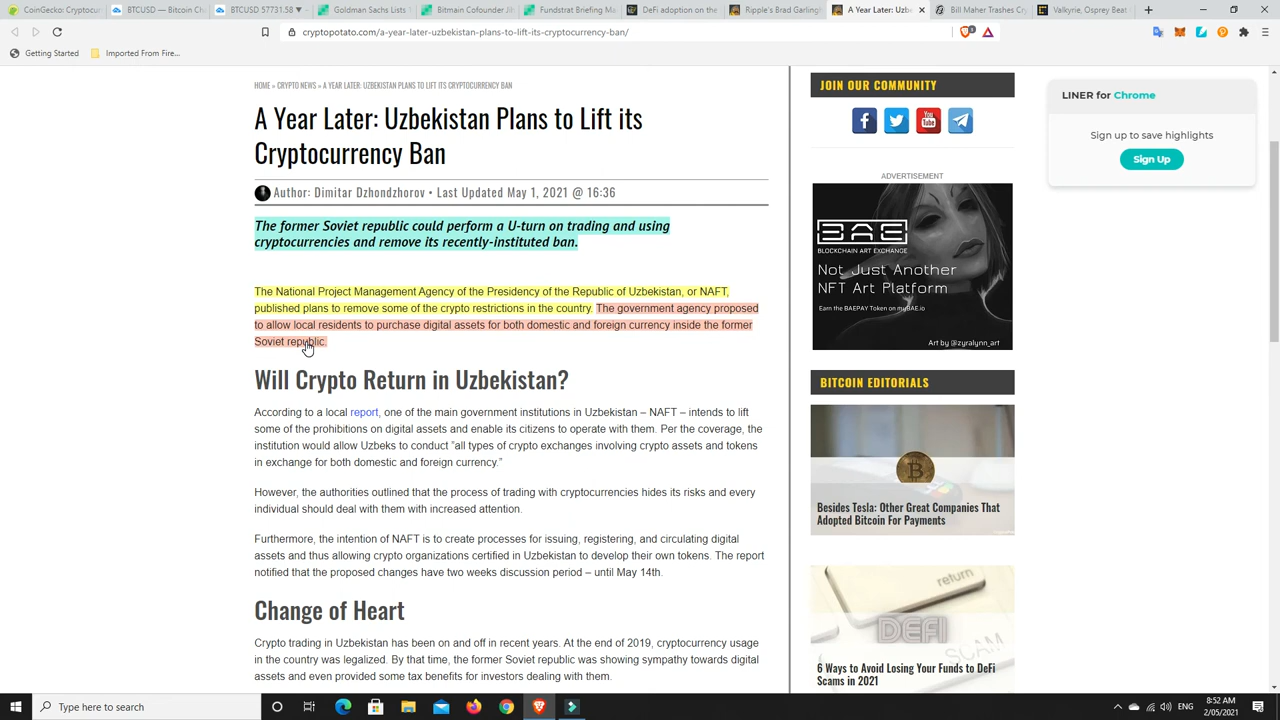 CoinGecko: Cryptocurr
BTCUSD — Bitcoin Ch
BTCUSD 57731.58 ▼
Goldman Sachs Lists 1
Bitmain Cofounder Jih
Fundstrat Briefing Ma
DeFi adoption on the
Ripple's Brad Garlingh
A Year Later: Uzbe
Bill Maher Trashes Cry
Valkyrie, Osprey Beat
cryptopotato.com/a-year-later-uzbekistan-plans-to-lift-its-cryptocurrency-ban/
Getting Started
Imported From Fire...
HOME » CRYPTO NEWS » A YEAR LATER: UZBEKISTAN PLANS TO LIFT ITS CRYPTOCURRENCY BAN
A Year Later: Uzbekistan Plans to Lift its
Cryptocurrency Ban
Author: Dimitar Dzhondzhorov • Last Updated May 1, 2021 @ 16:36
The former Soviet republic could perform a U-turn on trading and using
cryptocurrencies and remove its recently-instituted ban.
The National Project Management Agency of the Presidency of the Republic of Uzbekistan, or NAFT,
published plans to remove some of the crypto restrictions in the country. The government agency proposed
to allow local residents to purchase digital assets for both domestic and foreign currency inside the former
Soviet republic.
Will Crypto Return in Uzbekistan?
According to a local report, one of the main government institutions in Uzbekistan – NAFT – intends to lift
some of the prohibitions on digital assets and enable its citizens to operate with them. Per the coverage, the
institution would allow Uzbeks to conduct "all types of crypto exchanges involving crypto assets and tokens
in exchange for both domestic and foreign currency."
However, the authorities outlined that the process of trading with cryptocurrencies hides its risks and every
individual should deal with them with increased attention.
Furthermore, the intention of NAFT is to create processes for issuing, registering, and circulating digital
assets and thus allowing crypto organizations certified in Uzbekistan to develop their own tokens. The report
notified that the proposed changes have two weeks discussion period – until May 14th.
Change of Heart
Crypto trading in Uzbekistan has been on and off in recent years. At the end of 2019, cryptocurrency usage
in the country was legalized. By that time, the former Soviet republic was showing sympathy towards digital
assets and even provided some tax benefits for investors dealing with them.
JOIN OUR COMMUNITY
You
Tube
ADVERTISEMENT
BAE
BLOCKCHAIN ART EXCHANGE
Not Just Another
NFT Art Platform
Earn the BAEPAY Token on myBAE.io
Art by @zyralynn_art
BITCOIN EDITORIALS
Besides Tesla: Other Great Companies That
Adopted Bitcoin For Payments
return
DEFI
SCAM
6 Ways to Avoid Losing Your Funds to DeFi
Scams in 2021
LINER for Chrome
Sign up to save highlights
Sign Up
Type here to search
ENG
8:52 AM
2/05/2021